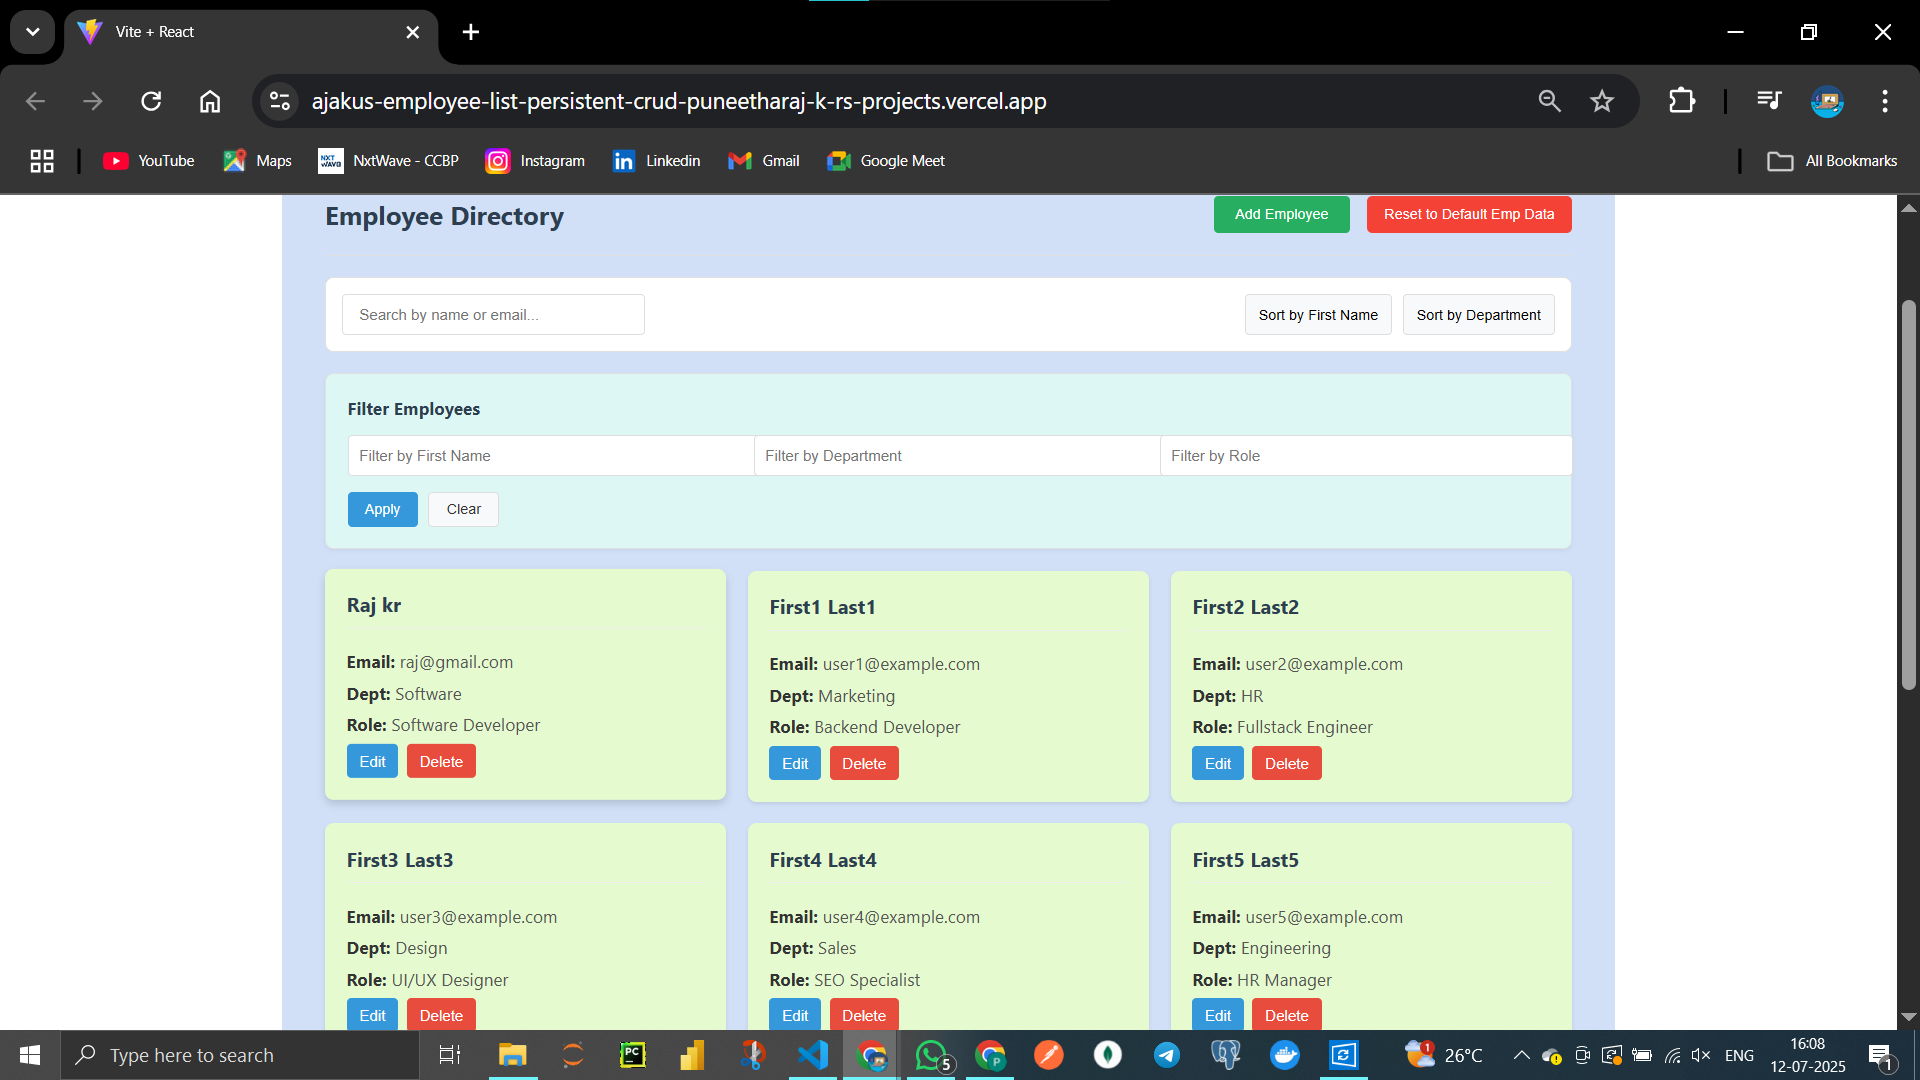 Vite + React
ajakus-employee-list-persistent-crud-puneetharaj-k-rs-projects.vercel.app
YouTube Maps NXT WAVE NxtWave - CCBP Instagram in Linkedin Gmail Google Meet All Bookmarks
Employee Directory Add Employee Reset to Default Emp Data
Search by name or email... Sort by First Name Sort by Department
Filter Employees
Filter by First Name Filter by Department Filter by Role
Apply Clear
Raj kr
Email: raj@gmail.com
Dept: Software
Role: Software Developer
Edit Delete
First1 Last1
Email: user1@example.com
Dept: Marketing
Role: Backend Developer
Edit Delete
First2 Last2
Email: user2@example.com
Dept: HR
Role: Fullstack Engineer
Edit Delete
First3 Last3
Email: user3@example.com
Dept: Design
Role: UI/UX Designer
Edit Delete
First4 Last4
Email: user4@example.com
Dept: Sales
Role: SEO Specialist
Edit Delete
First5 Last5
Email: user5@example.com
Dept: Engineering
Role: HR Manager
Edit Delete
Type here to search PC 5 P 1 26°C ENG 16:08
12-07-2025 1